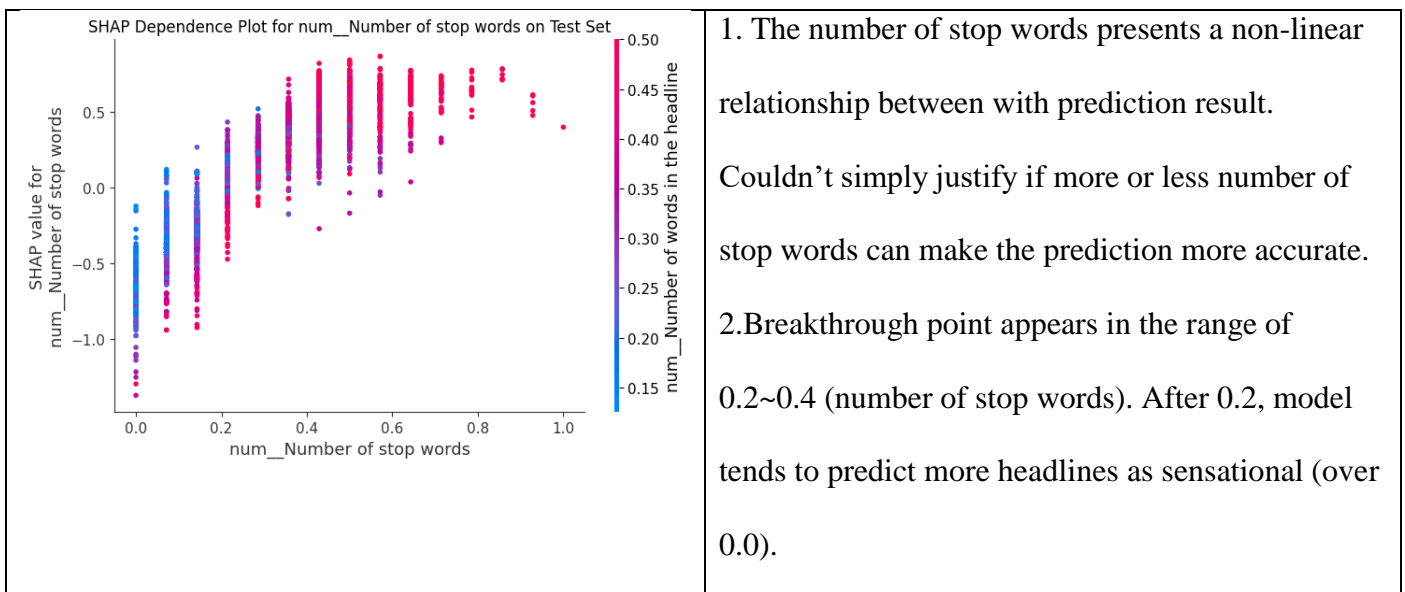 SHAP Dependence Plot for num__Number of stop words on Test Set
SHAP value for
num__Number of stop words
0.5
0.0
−0.5
−1.0
0.0 0.2 0.4 0.6 0.8 1.0
num__Number of stop words
0.50
0.45
0.40
0.35
0.30
0.25
0.20
0.15
num__Number of words in the headline
1. The number of stop words presents a non-linear
relationship between with prediction result.
Couldn’t simply justify if more or less number of
stop words can make the prediction more accurate.
2.Breakthrough point appears in the range of
0.2~0.4 (number of stop words). After 0.2, model
tends to predict more headlines as sensational (over
0.0).